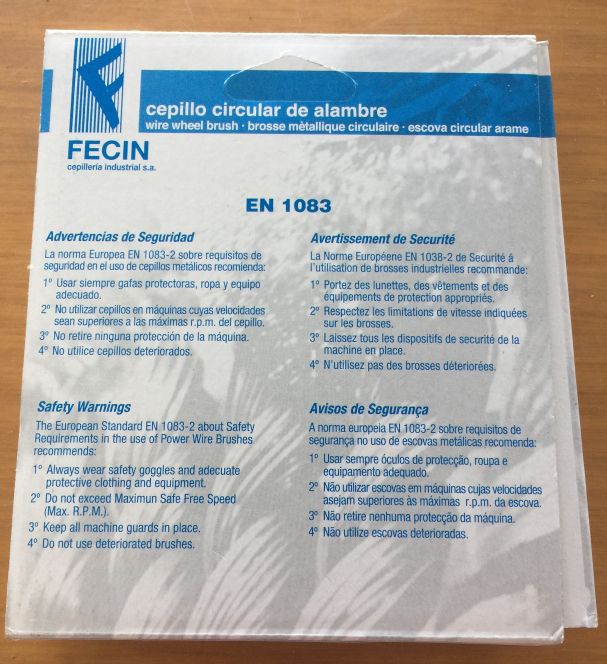 cepillo circular de alambre
wire wheel brush · brosse mètallique circulaire · escova circular arame
FECIN
cepillería industrial s.a.
EN 1083
Advertencias de Seguridad
La norma Europea EN 1083-2 sobre requisitos de
seguridad en el uso de cepillos metálicos recomienda:
1º Usar siempre gafas protectoras, ropa y equipo
adecuado.
2º No utilizar cepillos en máquinas cuyas velocidades
sean superiores a las máximas r.p.m. del cepillo.
3º No retire ninguna protección de la máquina.
4º No utilice cepillos deteriorados.
Avertissement de Securité
La Norme Européene EN 1038-2 de Securité á
l'utilisation de brosses industrielles recommande:
1º Portez des lunettes, des vêtements et des
équipements de protection appropriés.
2º Respectez les limitations de vitesse indiquées
sur les brosses.
3º Laissez tous les dispositifs de securité de la
machine en place.
4º N'utilisez pas des brosses détériorées.
Safety Warnings
The European Standard EN 1083-2 about Safety
Requirements in the use of Power Wire Brushes
recommends:
1º Always wear safety goggles and adecuate
protective clothing and equipment.
2º Do not exceed Maximun Safe Free Speed
(Max. R.P.M.).
3º Keep all machine guards in place.
4º Do not use deteriorated brushes.
Avisos de Segurança
A norma europeia EN 1083-2 sobre requisitos de
segurança no uso de escovas metálicas recomenda:
1º Usar sempre óculos de protecção, roupa e
equipamento adequado.
2º Não utilizar escovas em máquinas cujas velocidades
asejam superiores às máximas r.p.m. da escova.
3º Não retire nenhuma protecção da máquina.
4º Não utilize escovas deterioradas.